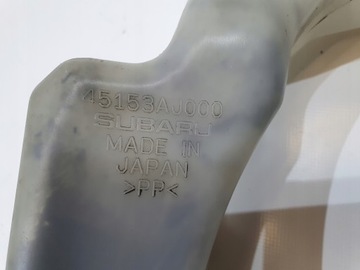 45153AJ000
SUBARU
MADE IN
JAPAN
>PP<